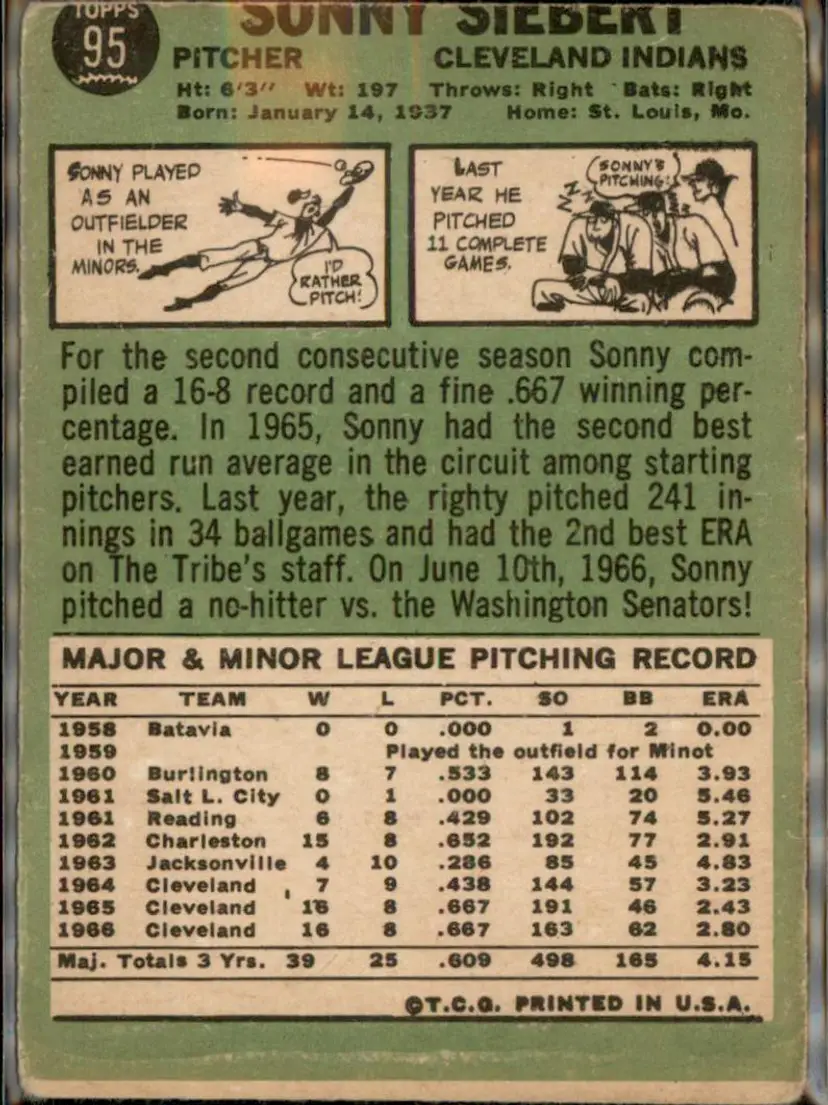 TOPPS
95
SONNY SIEBERT
PITCHER CLEVELAND INDIANS
Ht: 6'3" Wt: 197 Throws: Right Bats: Right
Born: January 14, 1937 Home: St. Louis, Mo.
SONNY PLAYED
AS AN
OUTFIELDER
IN THE
MINORS.
I'D
RATHER
PITCH!
LAST
YEAR HE
PITCHED
11 COMPLETE
GAMES.
SONNY'S
PITCHING!
Z Z Z
For the second consecutive season Sonny com-
piled a 16-8 record and a fine .667 winning per-
centage. In 1965, Sonny had the second best
earned run average in the circuit among starting
pitchers. Last year, the righty pitched 241 in-
nings in 34 ballgames and had the 2nd best ERA
on The Tribe's staff. On June 10th, 1966, Sonny
pitched a no-hitter vs. the Washington Senators!
MAJOR & MINOR LEAGUE PITCHING RECORD
YEAR TEAM W L PCT. SO BB ERA
1958 Batavia 0 0 .000 1 2 0.00
1959 Played the outfield for Minot
1960 Burlington 8 7 .533 143 114 3.93
1961 Salt L. City 0 1 .000 33 20 5.46
1961 Reading 6 8 .429 102 74 5.27
1962 Charleston 15 8 .652 192 77 2.91
1963 Jacksonville 4 10 .286 85 45 4.83
1964 Cleveland 7 9 .438 144 57 3.23
1965 Cleveland 16 8 .667 191 46 2.43
1966 Cleveland 16 8 .667 163 62 2.80
Maj. Totals 3 Yrs. 39 25 .609 498 165 4.15
©T.C.G. PRINTED IN U.S.A.